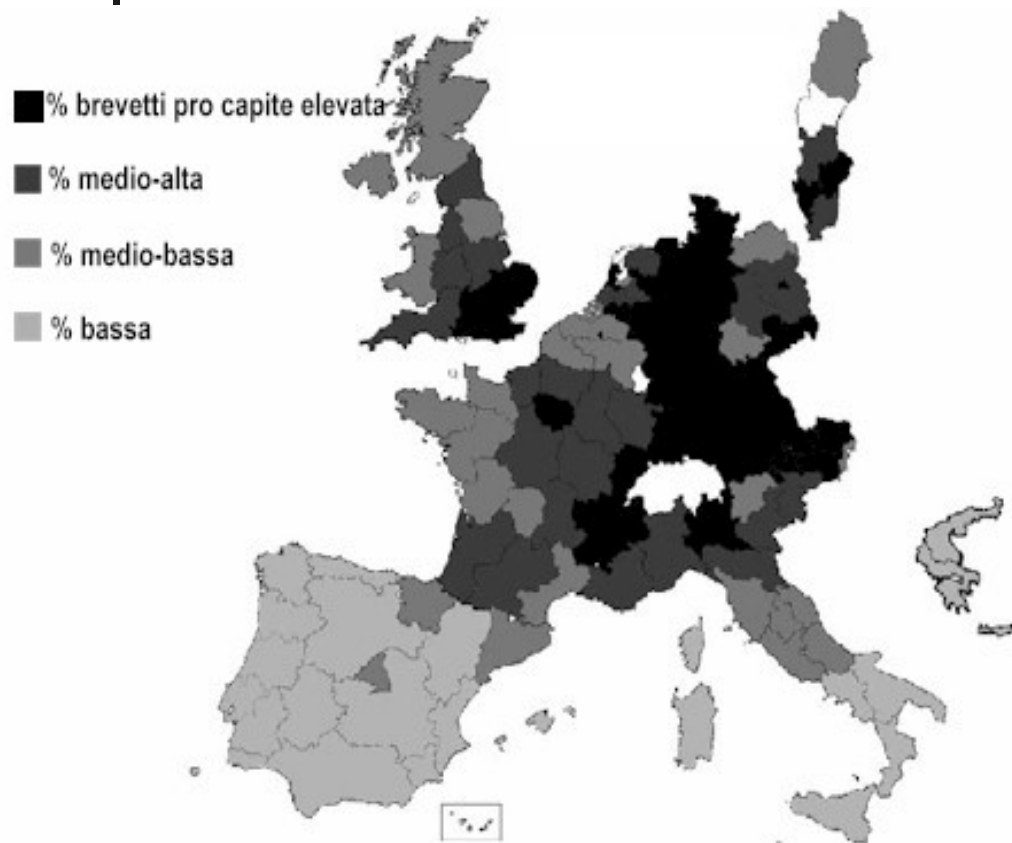 % brevetti pro capite elevata
% medio-alta
% medio-bassa
% bassa